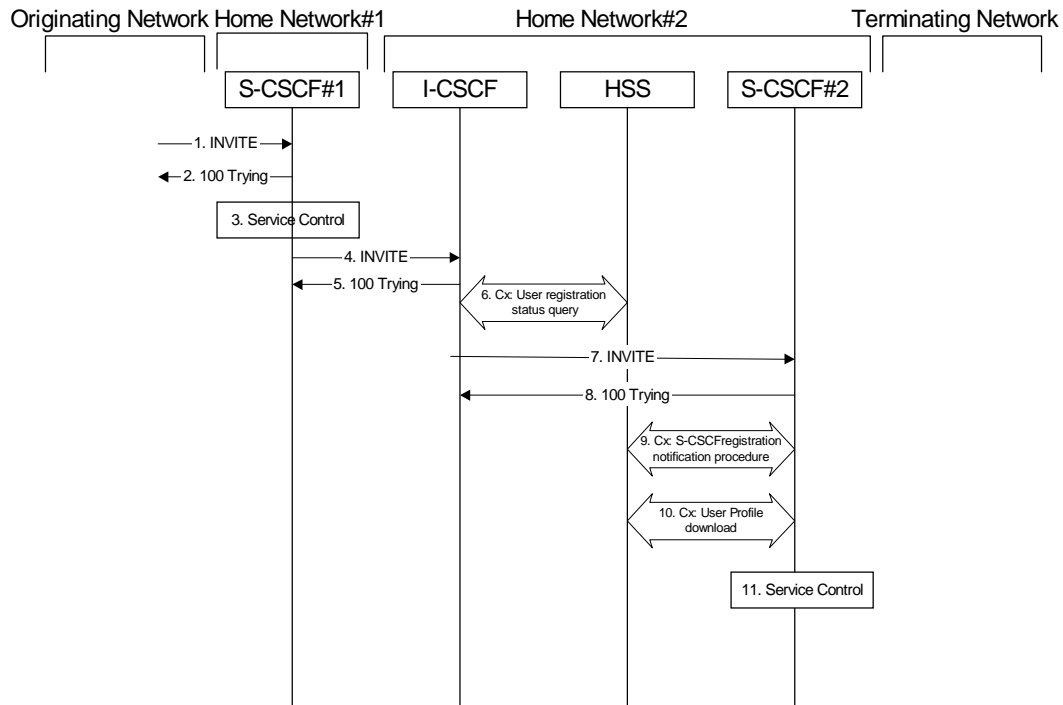 Originating Network
Home Network#1
Home Network#2
Terminating Network
S-CSCF#1
I-CSCF
HSS
S-CSCF#2
1. INVITE
2. 100 Trying
3. Service Control
4. INVITE
5. 100 Trying
6. Cx: User registration
status query
7. INVITE
8. 100 Trying
9. Cx: S-CSCFregistration
notification procedure
10. Cx: User Profile
download
11. Service Control